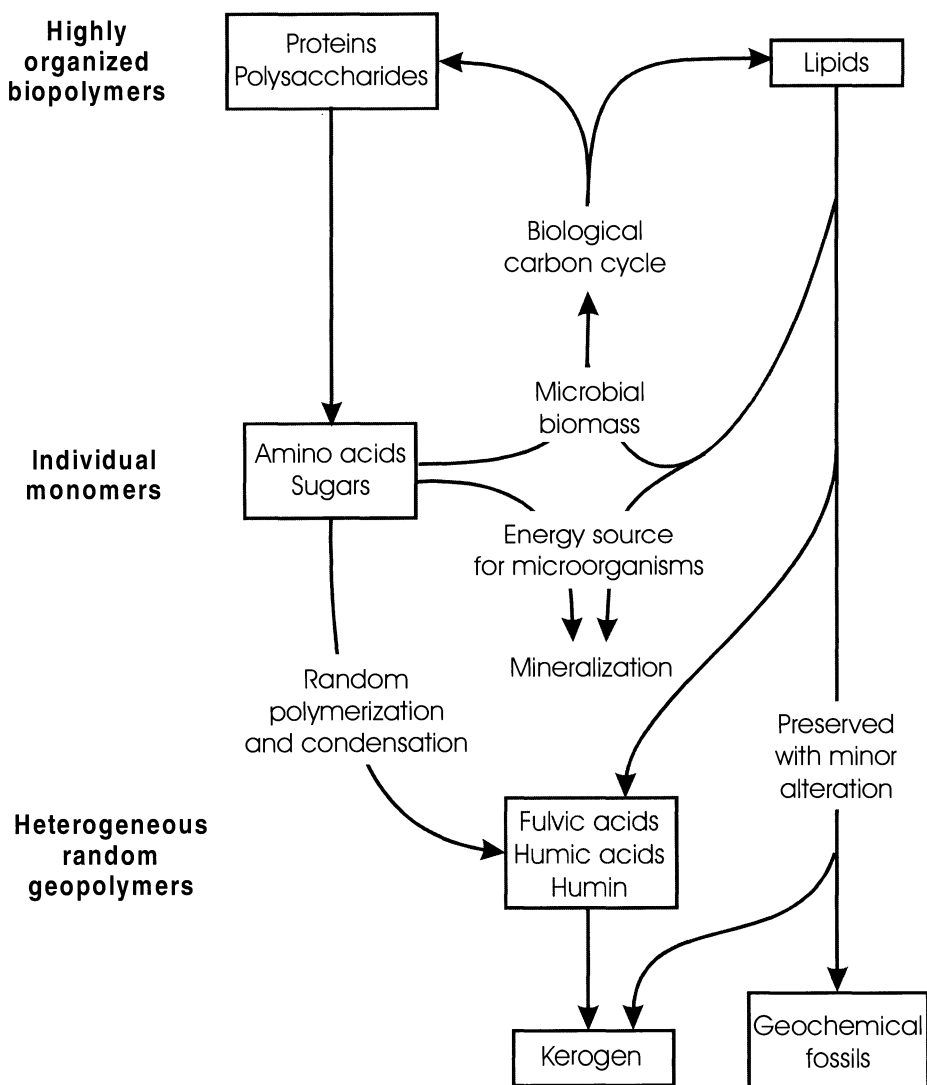 Highly
organized
biopolymers
Proteins
Polysaccharides
Lipids
Biological
carbon cycle
Microbial
biomass
Individual
monomers
Amino acids
Sugars
Energy source
for microorganisms
Mineralization
Random
polymerization
and condensation
Preserved
with minor
alteration
Heterogeneous
random
geopolymers
Fulvic acids
Humic acids
Humin
Kerogen
Geochemical
fossils